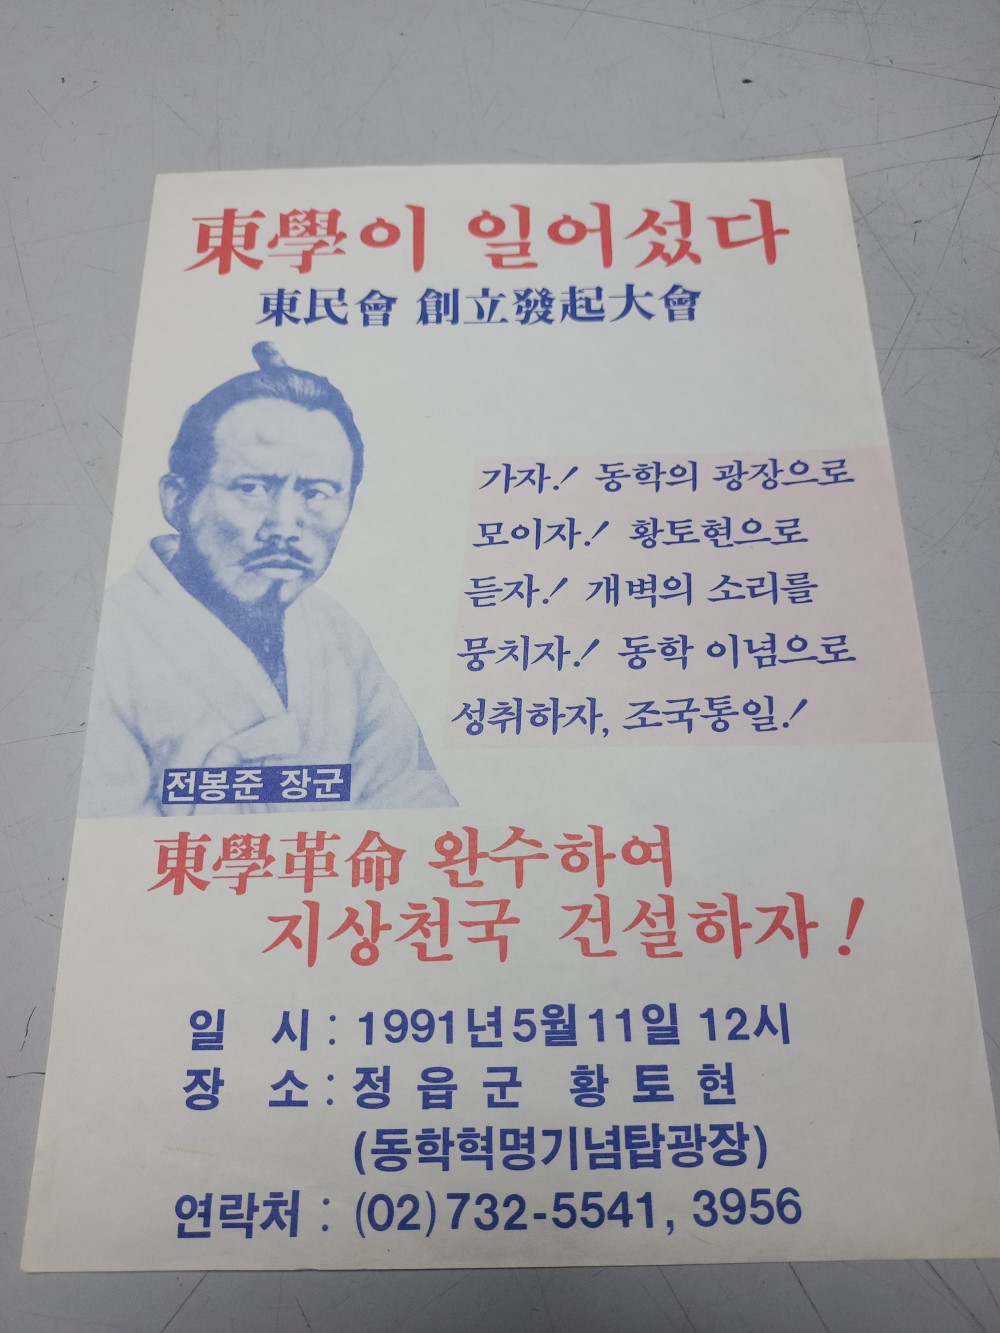 東學이 일어섰다
東民會 創立發起大會
가자! 동학의 광장으로
모이자! 황토현으로
듣자! 개벽의 소리를
뭉치자! 동학 이념으로
성취하자, 조국통일!
전봉준 장군
東學革命 완수하여
지상천국 건설하자!
일 시 : 1991년 5월 11일 12시
장 소 : 정읍군 황토현
(동학혁명기념탑광장)
연락처 : (02) 732-5541, 3956